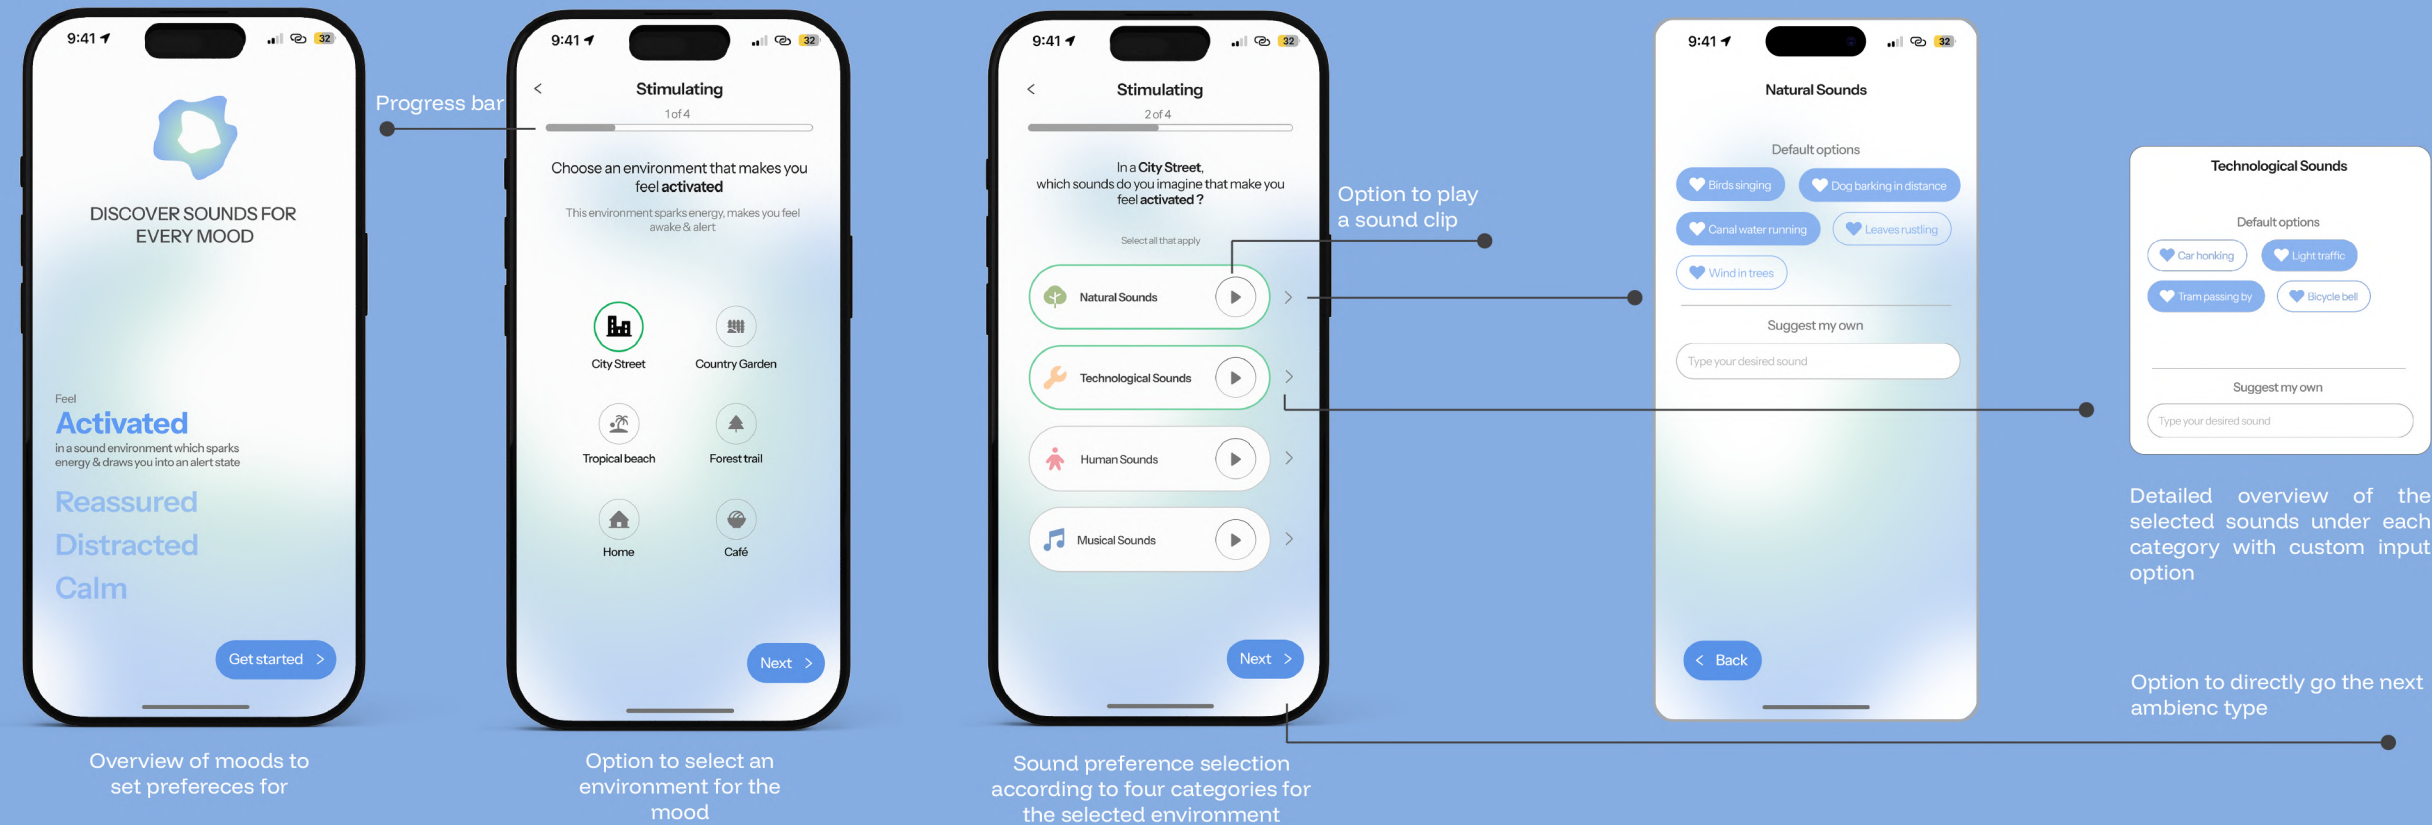 9:41
32
DISCOVER SOUNDS FOR
EVERY MOOD
Feel
Activated
in a sound environment which sparks
energy & draws you into an alert state
Reassured
Distracted
Calm
Get started
Overview of moods to
set prefereces for
Progress bar
9:41
32
Stimulating
1 of 4
Choose an environment that makes you
feel activated
This environment sparks energy, makes you feel
awake & alert
City Street
Country Garden
Tropical beach
Forest trail
Home
Café
Next
Option to select an
environment for the
mood
9:41
32
Stimulating
2 of 4
In a City Street,
which sounds do you imagine that make you
feel activated ?
Select all that apply
Natural Sounds
Technological Sounds
Human Sounds
Musical Sounds
Next
Sound preference selection
according to four categories for
the selected environment
Option to play
a sound clip
9:41
32
Natural Sounds
Default options
Birds singing
Dog barking in distance
Canal water running
Leaves rustling
Wind in trees
Suggest my own
Type your desired sound
Back
Technological Sounds
Default options
Car honking
Light traffic
Tram passing by
Bicycle bell
Suggest my own
Type your desired sound
Detailed overview of the
selected sounds under each
category with custom input
option
Option to directly go the next
ambienc type